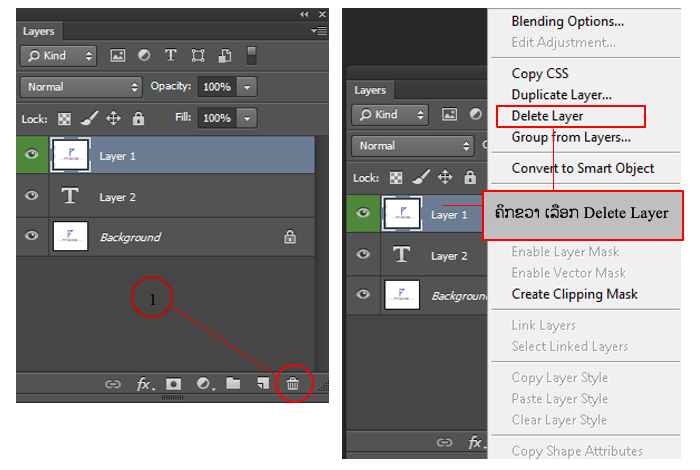 Layers
Kind
Normal
Opacity: 100%
Lock:
Fill: 100%
Layer 1
T Layer 2
Background
1
fx
Layers
Kind
Normal
Lock:
Layer 1
T Layer 2
Background
fx
Blending Options...
Edit Adjustment...
Copy CSS
Duplicate Layer...
Delete Layer
Group from Layers...
Convert to Smart Object
ຄິກຂວາ ເລືອກ Delete Layer
Enable Layer Mask
Enable Vector Mask
Create Clipping Mask
Link Layers
Select Linked Layers
Copy Layer Style
Paste Layer Style
Clear Layer Style
Copy Shape Attributes